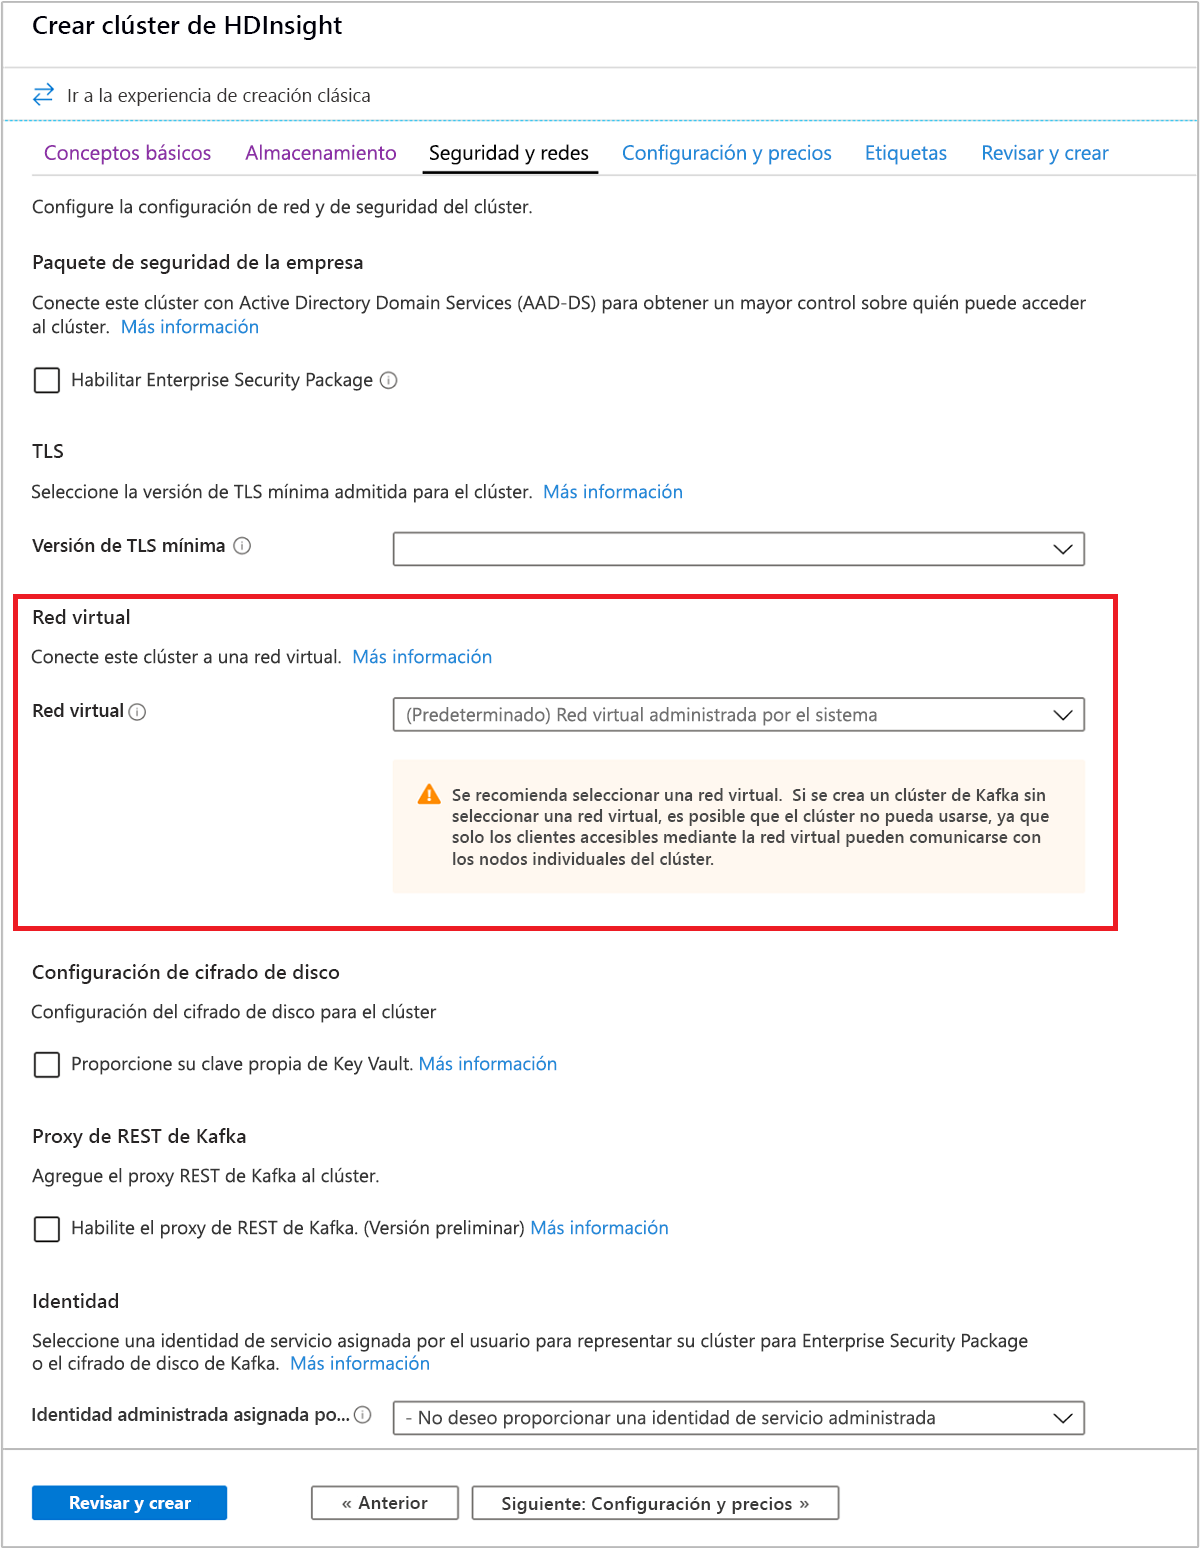 Crear clúster de HDInsight
Ir a la experiencia de creación clásica
Conceptos básicos Almacenamiento Seguridad y redes Configuración y precios Etiquetas Revisar y crear
Configure la configuración de red y de seguridad del clúster.
Paquete de seguridad de la empresa
Conecte este clúster con Active Directory Domain Services (AAD-DS) para obtener un mayor control sobre quién puede acceder
al clúster. Más información
Habilitar Enterprise Security Package
TLS
Seleccione la versión de TLS mínima admitida para el clúster. Más información
Versión de TLS mínima
Red virtual
Conecte este clúster a una red virtual. Más información
Red virtual (Predeterminado) Red virtual administrada por el sistema
Se recomienda seleccionar una red virtual. Si se crea un clúster de Kafka sin
seleccionar una red virtual, es posible que el clúster no pueda usarse, ya que
solo los clientes accesibles mediante la red virtual pueden comunicarse con
los nodos individuales del clúster.
Configuración de cifrado de disco
Configuración del cifrado de disco para el clúster
Proporcione su clave propia de Key Vault. Más información
Proxy de REST de Kafka
Agregue el proxy REST de Kafka al clúster.
Habilite el proxy de REST de Kafka. (Versión preliminar) Más información
Identidad
Seleccione una identidad de servicio asignada por el usuario para representar su clúster para Enterprise Security Package
o el cifrado de disco de Kafka. Más información
Identidad administrada asignada po... - No deseo proporcionar una identidad de servicio administrada
Revisar y crear « Anterior Siguiente: Configuración y precios »